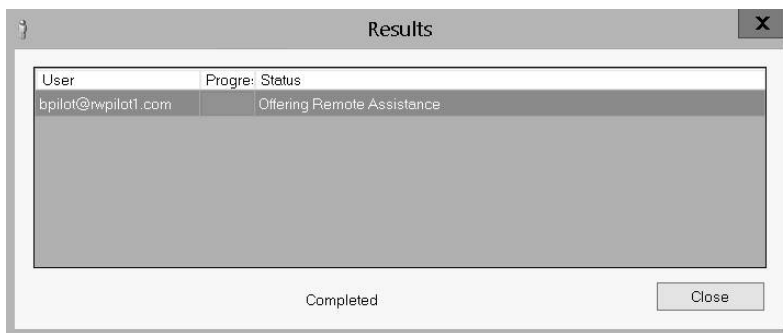 Results
X
User Progre: Status
bpilot@rwpilot1.com Offering Remote Assistance
Completed
Close